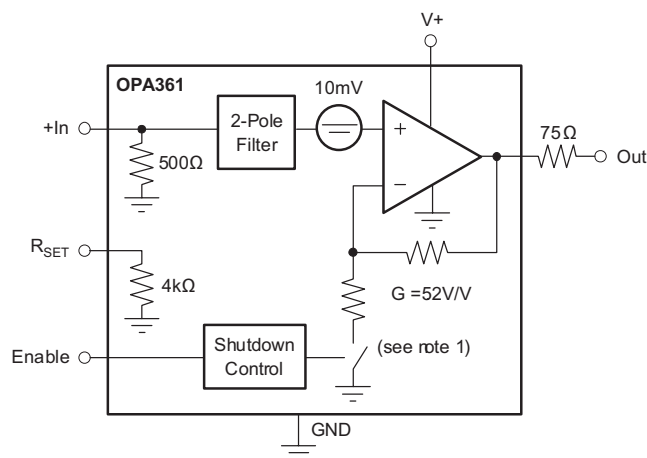 V+
OPA361
10mV
+In
2-Pole
Filter
+
75Ω
Out
500Ω
−
RSET
4kΩ
G =52V/V
Enable
Shutdown
Control
(see note 1)
GND